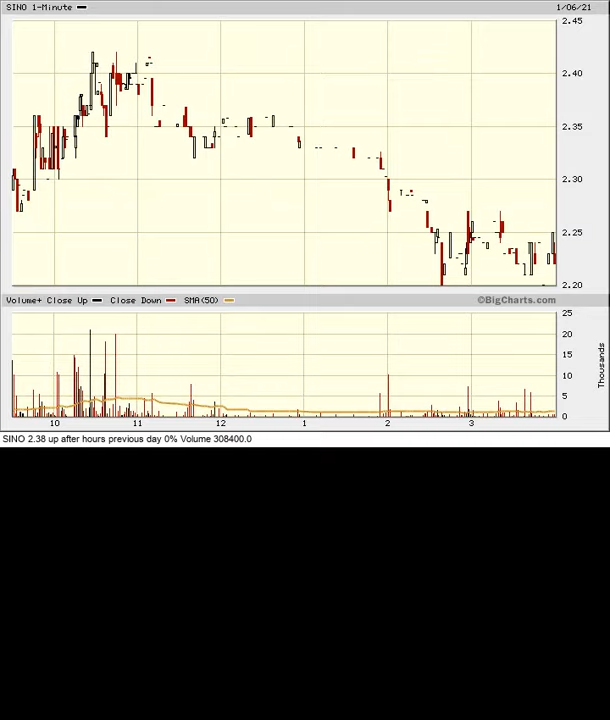 SINO 1-Minute 1/06/21
2.45
2.40
2.35
2.30
2.25
2.20
Volume+ Close Up Close Down SMA(50) ©BigCharts.com
25
20
15
10
5
0
Thousands
10 11 12 1 2 3
SINO 2.38 up after hours previous day 0% Volume 308400.0